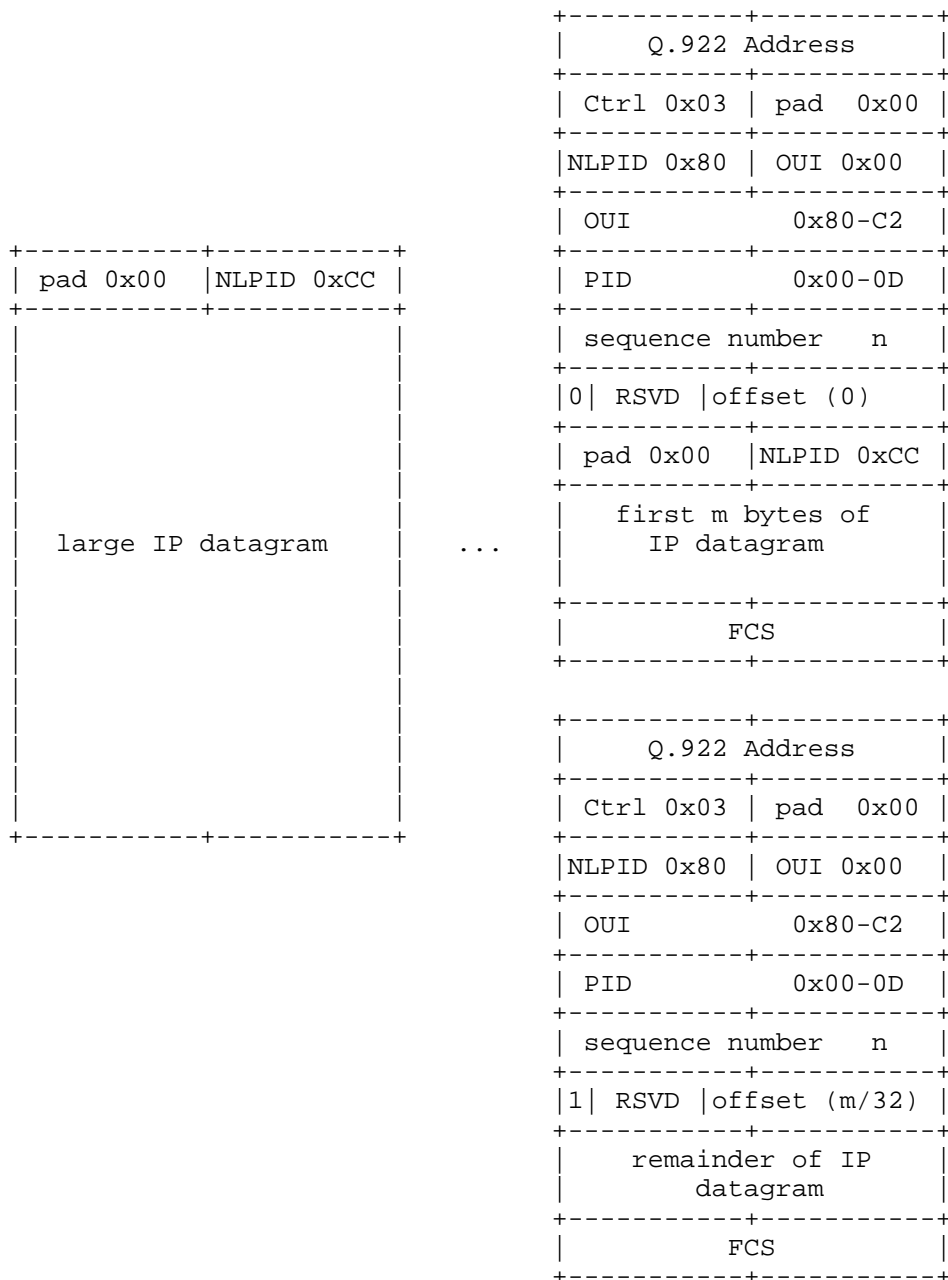 pad 0x00 |NLPID 0xCC
large IP datagram
...
Q.922 Address
Ctrl 0x03 | pad 0x00
NLPID 0x80 | OUI 0x00
OUI 0x80-C2
PID 0x00-0D
sequence number n
0| RSVD |offset (0)
pad 0x00 |NLPID 0xCC
first m bytes of
IP datagram
FCS
Q.922 Address
Ctrl 0x03 | pad 0x00
NLPID 0x80 | OUI 0x00
OUI 0x80-C2
PID 0x00-0D
sequence number n
1| RSVD |offset (m/32)
remainder of IP
datagram
FCS